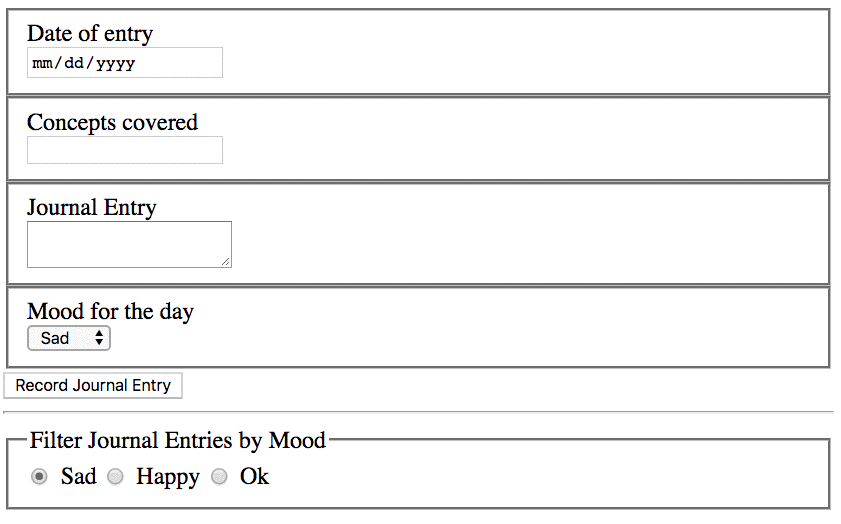 Date of entry
mm/dd/yyyy
Concepts covered
Journal Entry
Mood for the day
Sad
Record Journal Entry
Filter Journal Entries by Mood
Sad Happy Ok